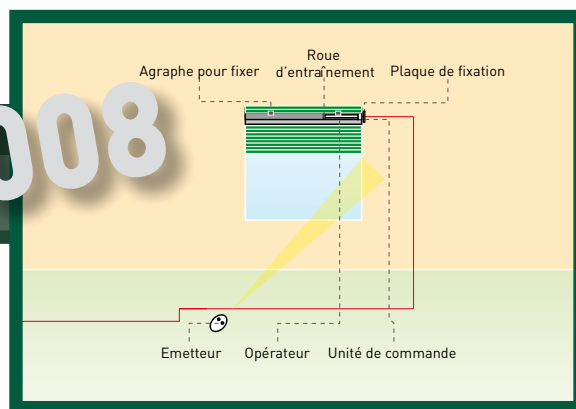 Roue
Agraphe pour fixer d'entraînement Plaque de fixation
008
Emetteur Opérateur Unité de commande